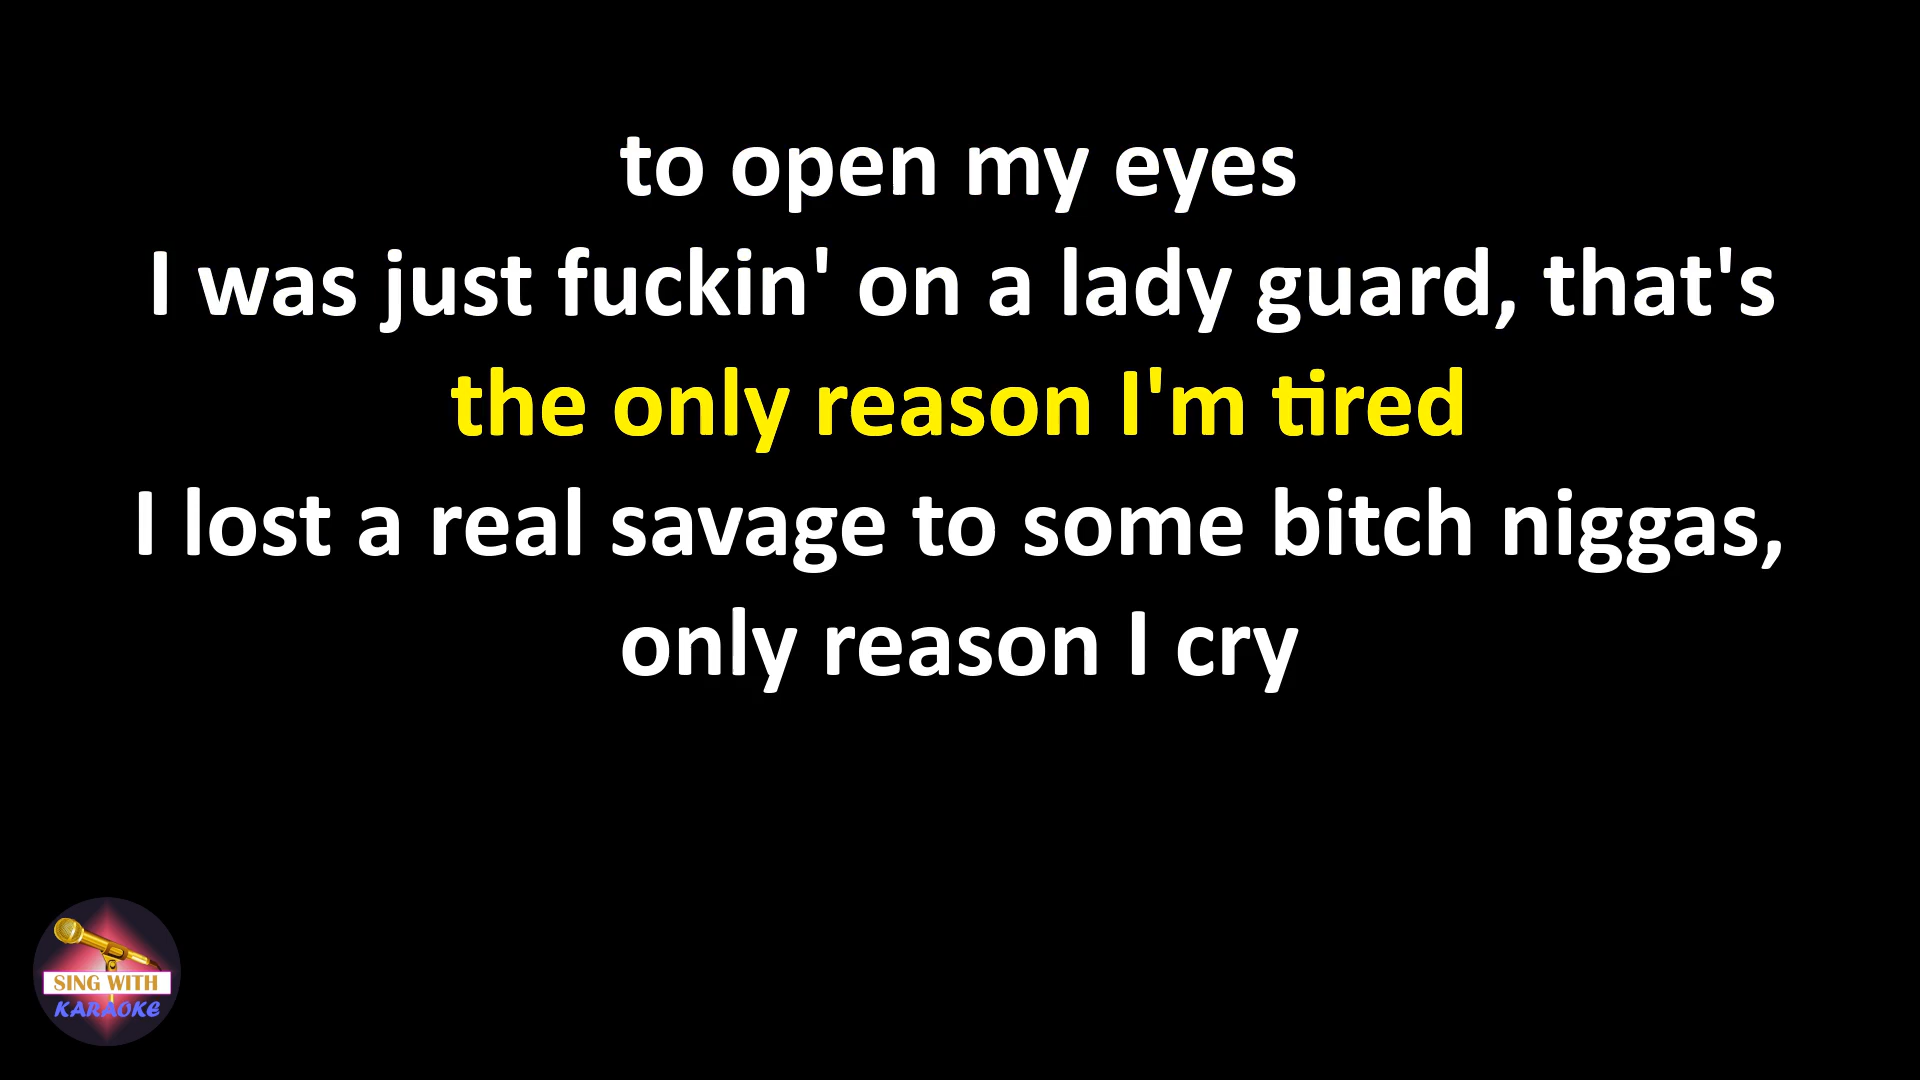 to open my eyes
I was just fuckin' on a lady guard, that's
the only reason I'm tired
I lost a real savage to some bitch niggas,
only reason I cry
SING WITH
KARAOKE